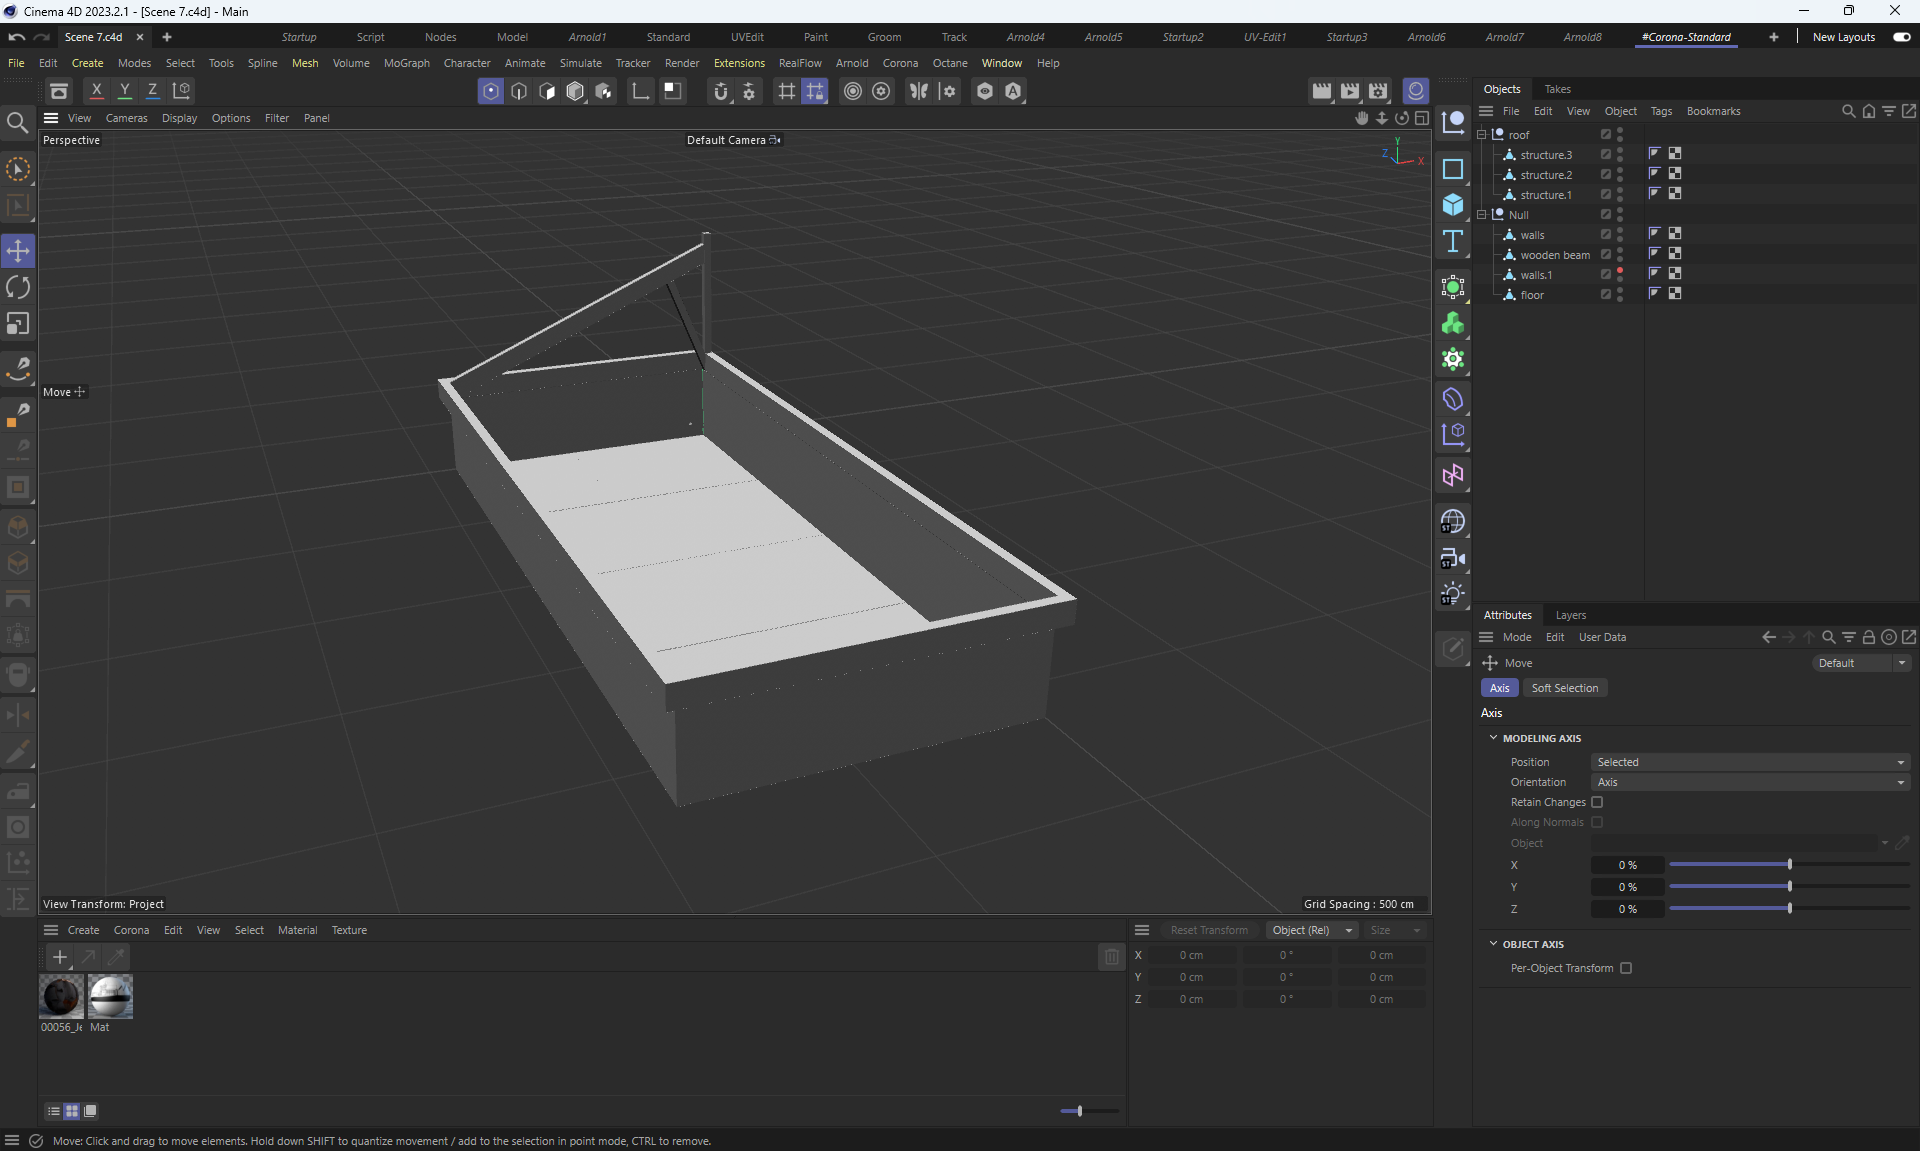 Cinema 4D 2023.2.1 - [Scene 7.c4d] - Main
Scene 7.c4d
Startup Script Nodes Model Arnold1 Standard UVEdit Paint Groom Track Arnold4 Arnold5 Startup2 UV-Edit1 Startup3 Arnold6 Arnold7 Arnold8 #Corona-Standard New Layouts
File Edit Create Modes Select Tools Spline Mesh Volume MoGraph Character Animate Simulate Tracker Render Extensions RealFlow Arnold Corona Octane Window Help
X Y Z
View Cameras Display Options Filter Panel
Perspective
Default Camera
Y
Z
X
Move
View Transform: Project
Grid Spacing : 500 cm
Objects Takes
File Edit View Object Tags Bookmarks
roof
structure.3
structure.2
structure.1
Null
walls
wooden beam
walls.1
floor
ST
ST
ST
Attributes Layers
Mode Edit User Data
Move Default
Axis Soft Selection
Axis
MODELING AXIS
Position Selected
Orientation Axis
Retain Changes
Along Normals
Object
X 0 %
Y 0 %
Z 0 %
OBJECT AXIS
Per-Object Transform
Create Corona Edit View Select Material Texture
00056_Je Mat
Reset Transform Object (Rel) Size
X 0 cm 0 ° 0 cm
Y 0 cm 0 ° 0 cm
Z 0 cm 0 ° 0 cm
Move: Click and drag to move elements. Hold down SHIFT to quantize movement / add to the selection in point mode, CTRL to remove.